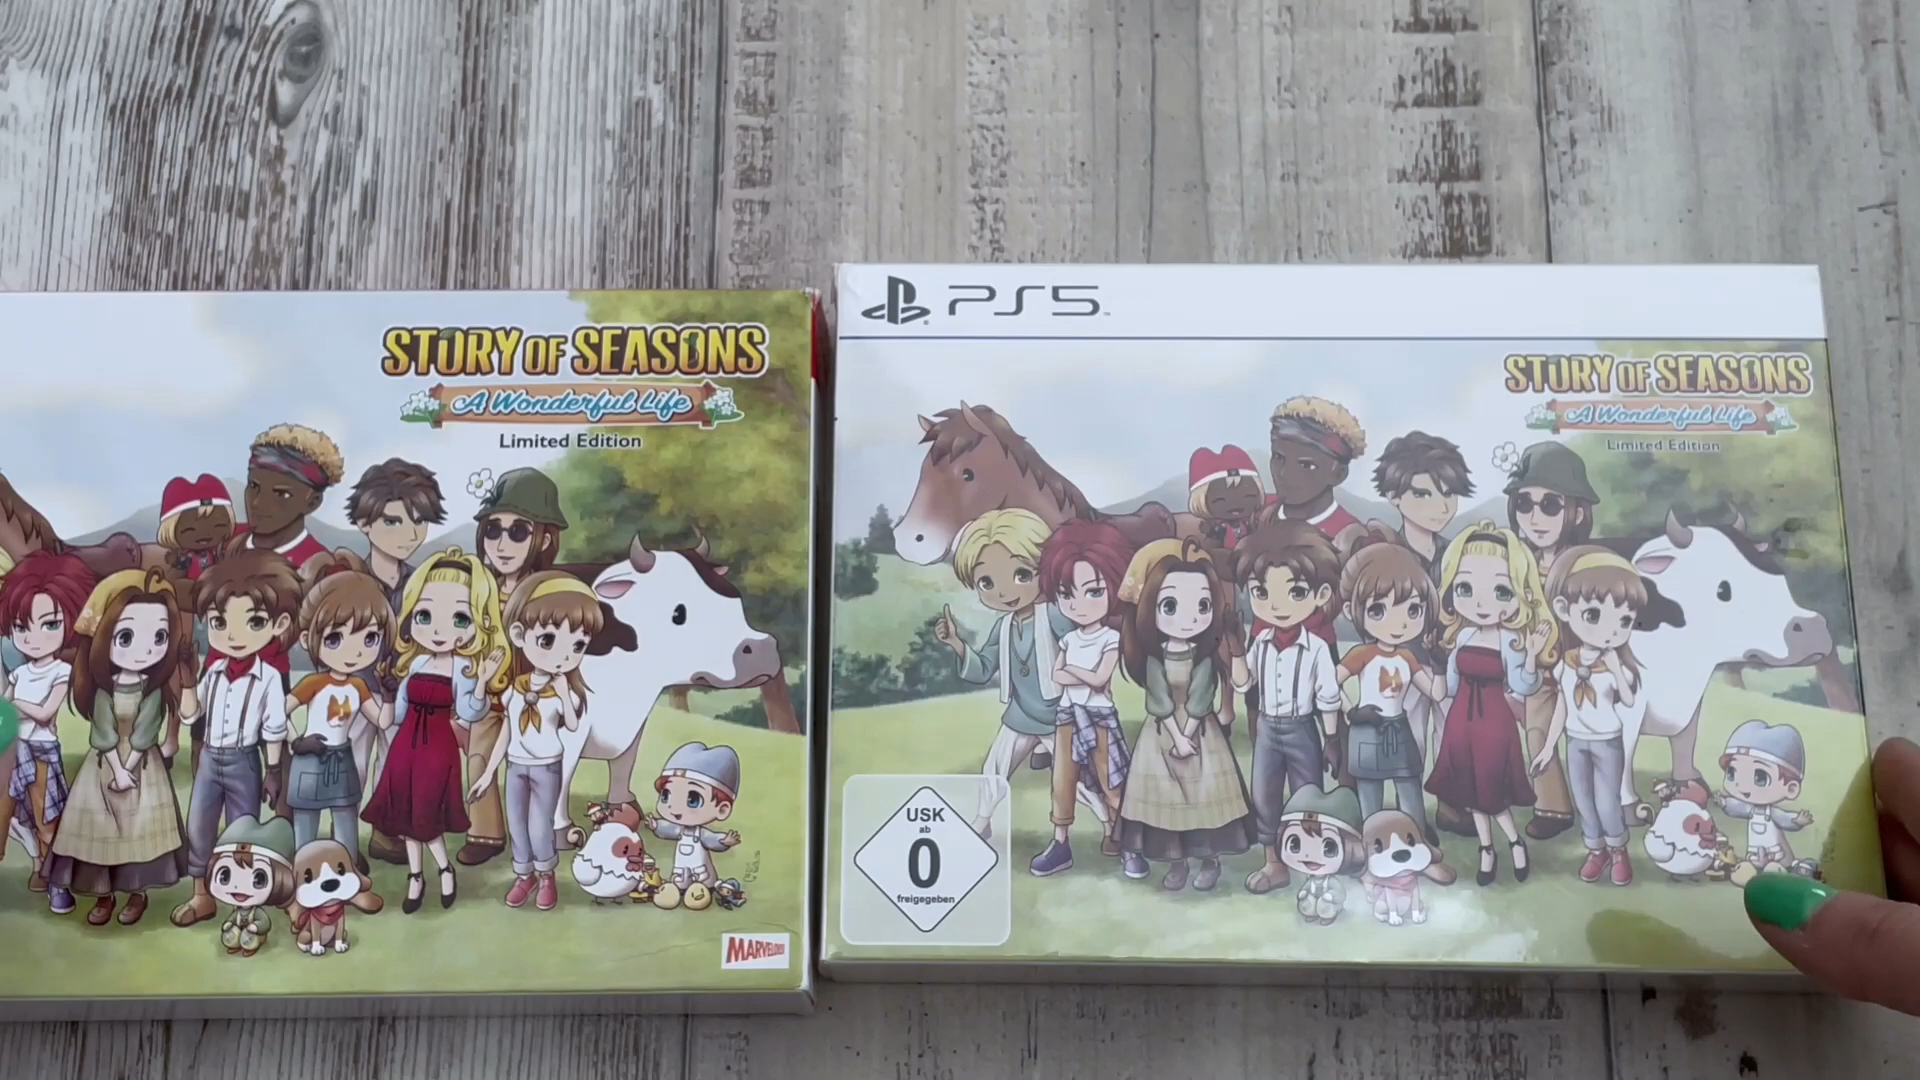 STORY OF SEASONS
A Wonderful Life
Limited Edition
MARVELOUS!
PS5
STORY OF SEASONS
A Wonderful Life
Limited Edition
USK
ab
0
freigegeben